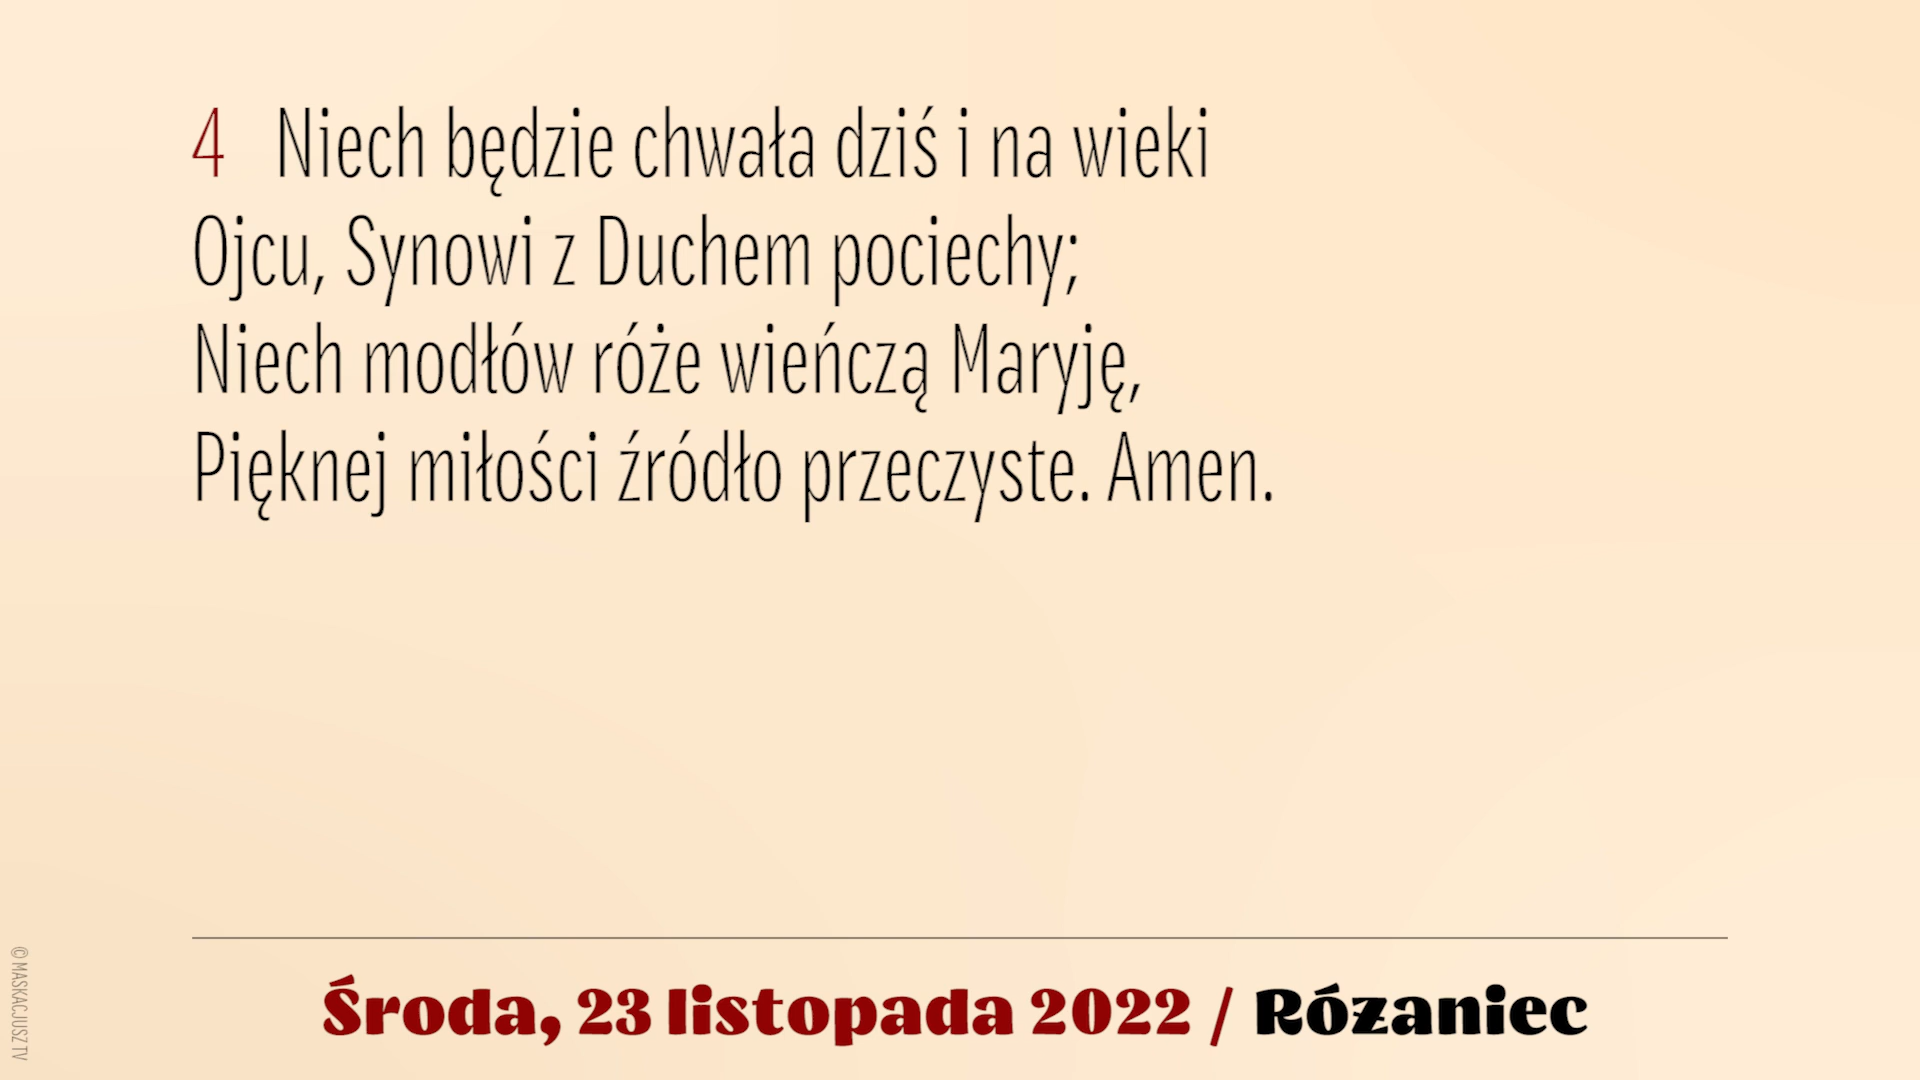 4 Niech będzie chwała dziś i na wieki
Ojcu, Synowi z Duchem pociechy;
Niech modłów róże wieńczą Maryję,
Pięknej miłości źródło przeczyste. Amen.
Środa, 23 listopada 2022 / Różaniec
© MASKACJUSZ TV